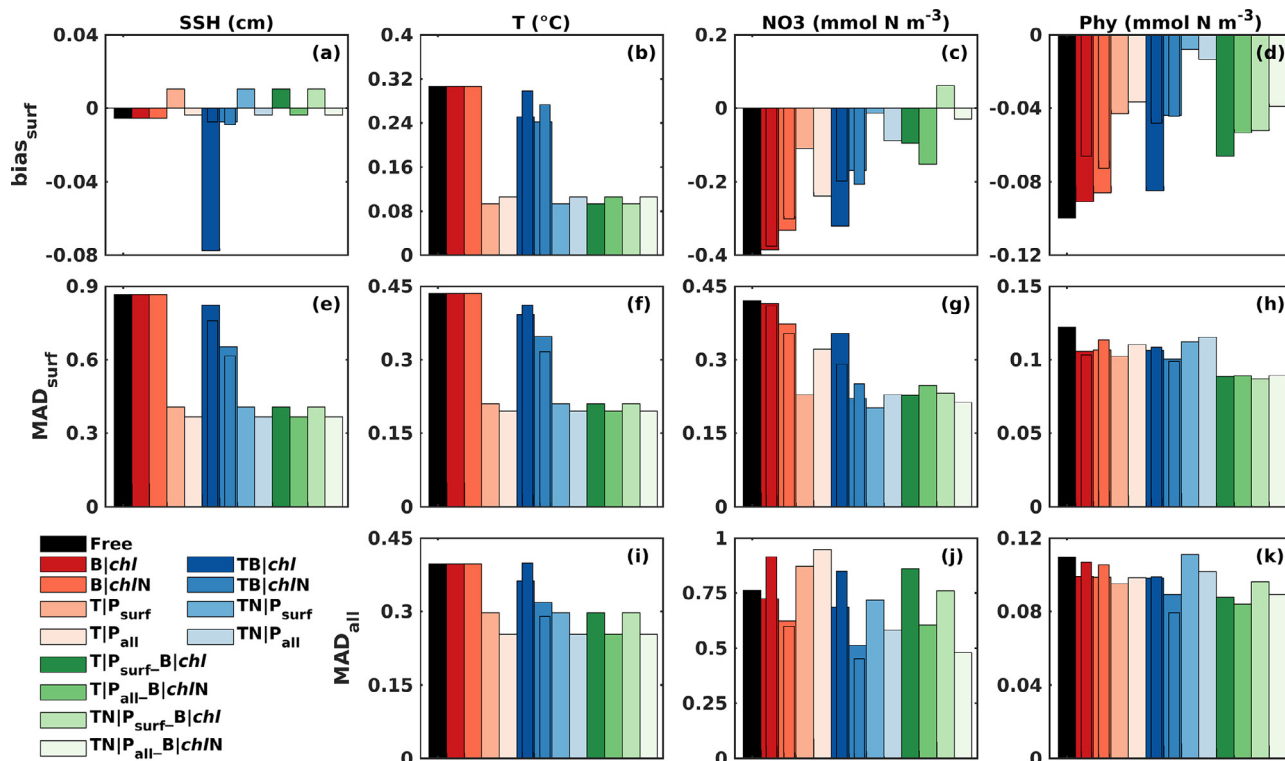 SSH (cm) T (°C) NO3 (mmol N m⁻³) Phy (mmol N m⁻³)
0.04 (a) 0.4 (b) 0.2 (c) 0 (d)
0 0.32 0 -0.04
-0.04 0.24 -0.2 -0.08
-0.08 0.16 -0.4 -0.12
0.08
0
bias_surf
0.9 (e) 0.45 (f) 0.45 (g) 0.15 (h)
0.6 0.3 0.3 0.1
0.3 0.15 0.15 0.05
0 0 0 0
MAD_surf
0.45 (i) 1 (j) 0.12 (k)
0.3 0.75 0.08
0.15 0.5 0.04
0 0.25 0
0
MAD_all
Free
B|chl TB|chl
B|chlN TB|chlN
T|P_surf TN|P_surf
T|P_all TN|P_all
T|P_surf_B|chl
T|P_all_B|chlN
TN|P_surf_B|chl
TN|P_all_B|chlN